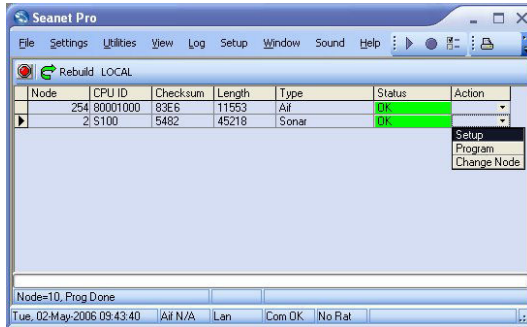 Seanet Pro
File Settings Utilities View Log Setup Window Sound Help
Rebuild LOCAL
Node CPU ID Checksum Length Type Status Action
254 80001000 83E6 11553 Aif OK
2 S100 5482 45218 Sonar OK
Setup
Program
Change Node
Node=10, Prog Done
Tue, 02-May-2006 09:43:40 Aif N/A Lan Com OK No Rat